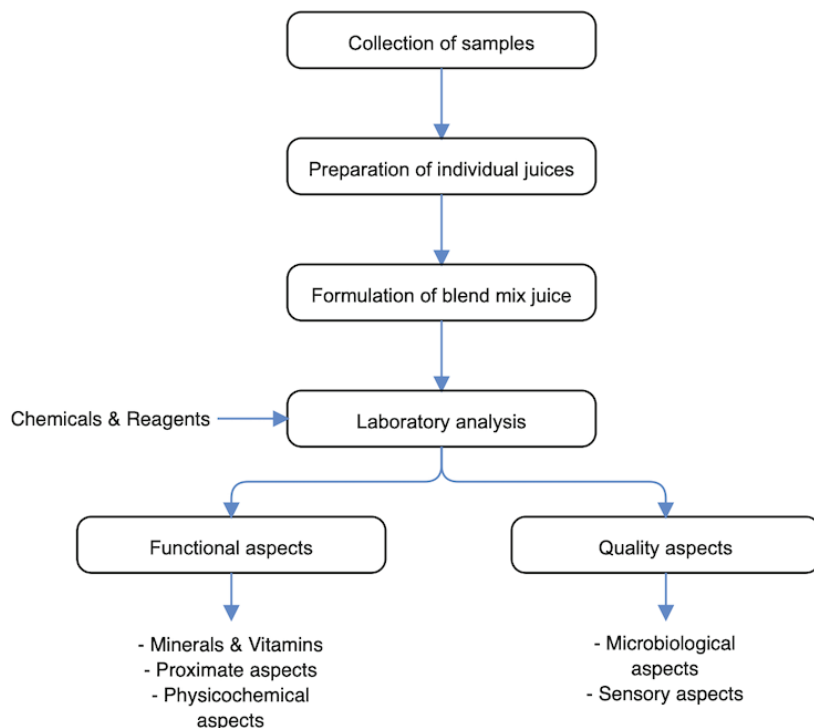 Collection of samples
Preparation of individual juices
Formulation of blend mix juice
Chemicals & Reagents
Laboratory analysis
Functional aspects
Quality aspects
- Minerals & Vitamins
- Proximate aspects
- Physicochemical
aspects
- Microbiological
aspects
- Sensory aspects